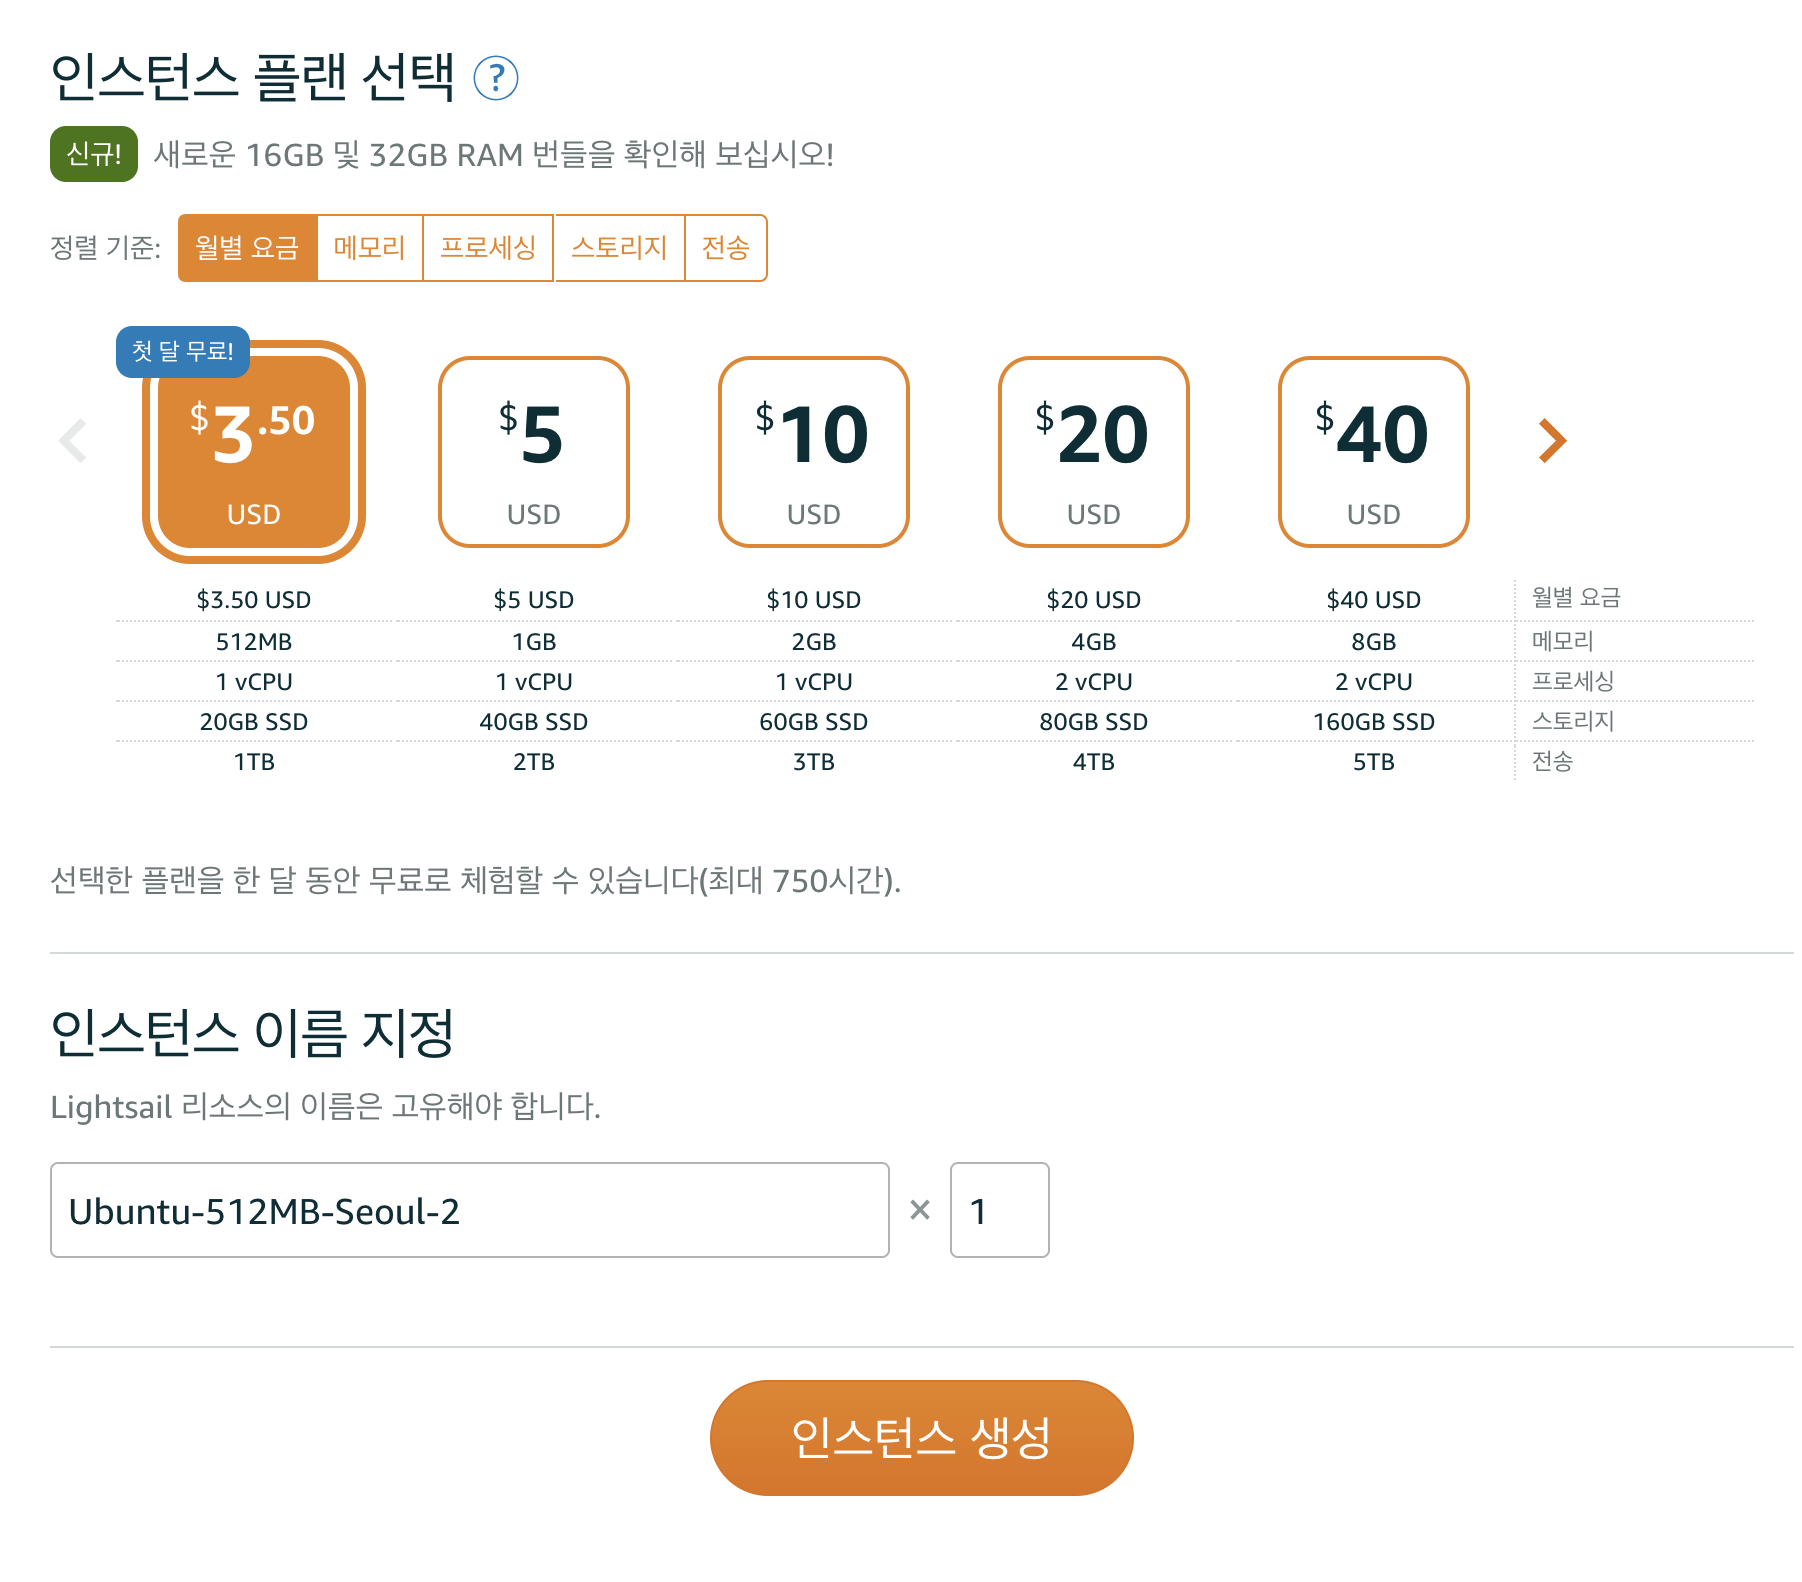 인스턴스 플랜 선택 ?
신규! 새로운 16GB 및 32GB RAM 번들을 확인해 보십시오!
정렬 기준: 월별 요금 메모리 프로세싱 스토리지 전송
첫 달 무료!
$3.50 $5 $10 $20 $40
USD USD USD USD USD
$3.50 USD $5 USD $10 USD $20 USD $40 USD 월별 요금
512MB 1GB 2GB 4GB 8GB 메모리
1 vCPU 1 vCPU 1 vCPU 2 vCPU 2 vCPU 프로세싱
20GB SSD 40GB SSD 60GB SSD 80GB SSD 160GB SSD 스토리지
1TB 2TB 3TB 4TB 5TB 전송
선택한 플랜을 한 달 동안 무료로 체험할 수 있습니다(최대 750시간).
인스턴스 이름 지정
Lightsail 리소스의 이름은 고유해야 합니다.
Ubuntu-512MB-Seoul-2 × 1
인스턴스 생성